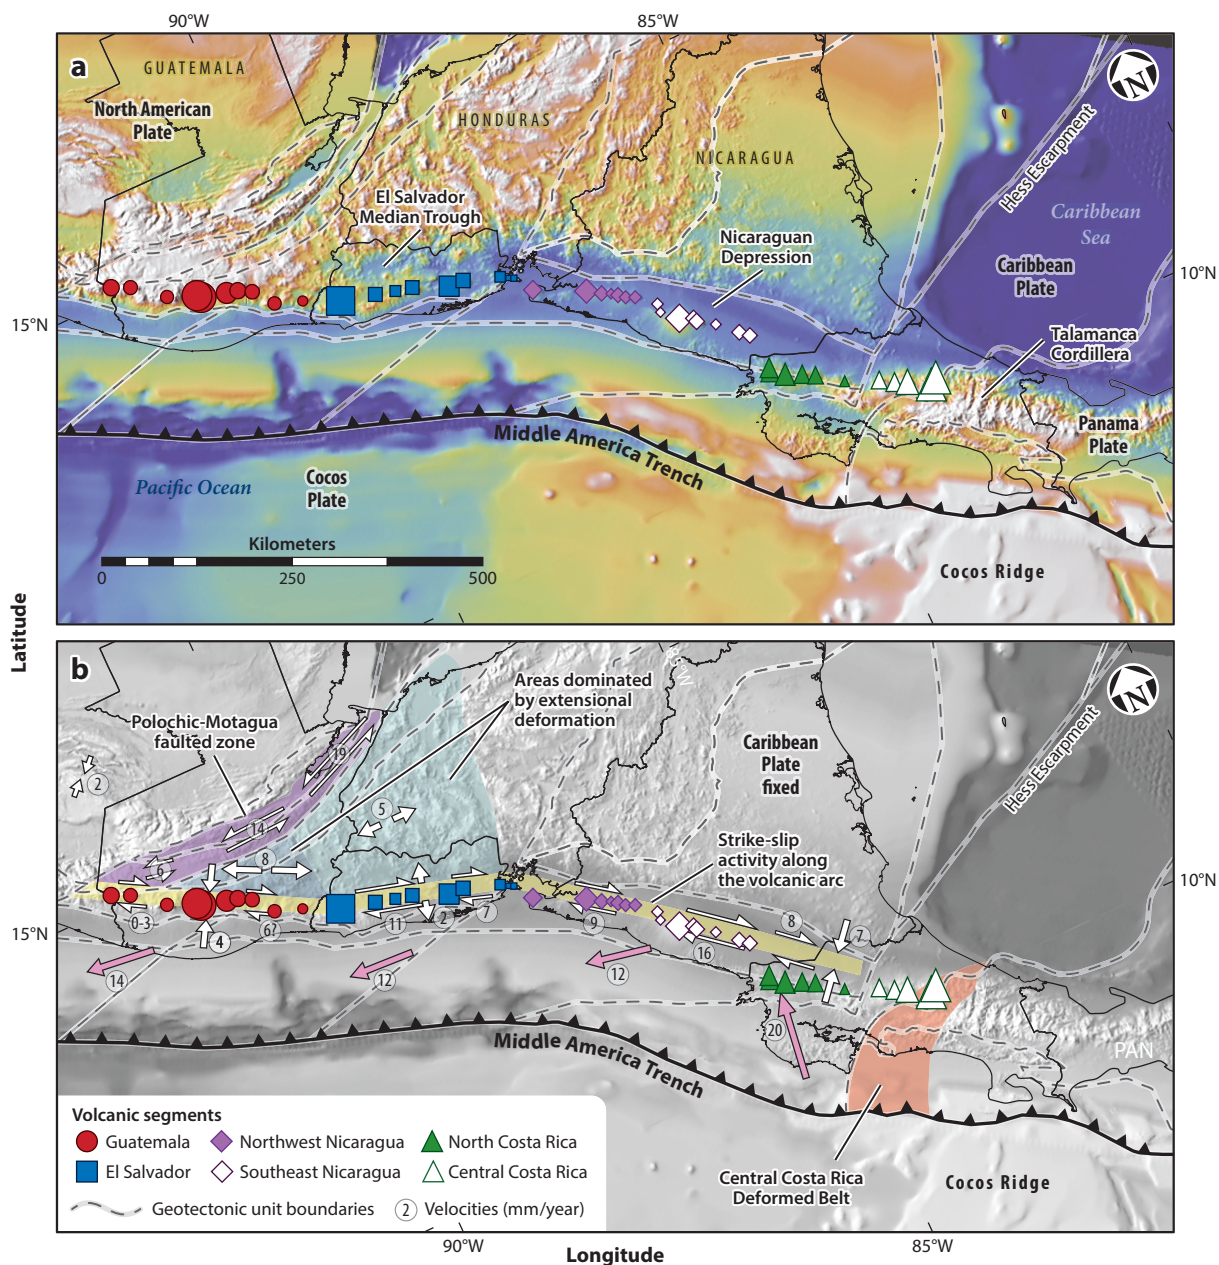 90°W
85°W
a
GUATEMALA
North American
Plate
HONDURAS
NICARAGUA
N
Hess Escarpment
Caribbean
Sea
El Salvador
Median Trough
Nicaraguan
Depression
Caribbean
Plate
10°N
15°N
Talamanca
Cordillera
Panama
Plate
Middle America Trench
Pacific Ocean
Cocos
Plate
Kilometers
0
250
500
Cocos Ridge
Latitude
b
Areas dominated
by extensional
deformation
Polochic-Motagua
faulted zone
N
Caribbean
Plate
fixed
Hess Escarpment
19
2
5
14
8
6
Strike-slip
activity along
the volcanic arc
10°N
15°N
0-3
4
6?
11
2
7
9
16
8
7
14
12
12
20
Middle America Trench
PAN
Volcanic segments
Guatemala
Northwest Nicaragua
North Costa Rica
El Salvador
Southeast Nicaragua
Central Costa Rica
Geotectonic unit boundaries
2
Velocities (mm/year)
Central Costa Rica
Deformed Belt
Cocos Ridge
90°W
85°W
Longitude